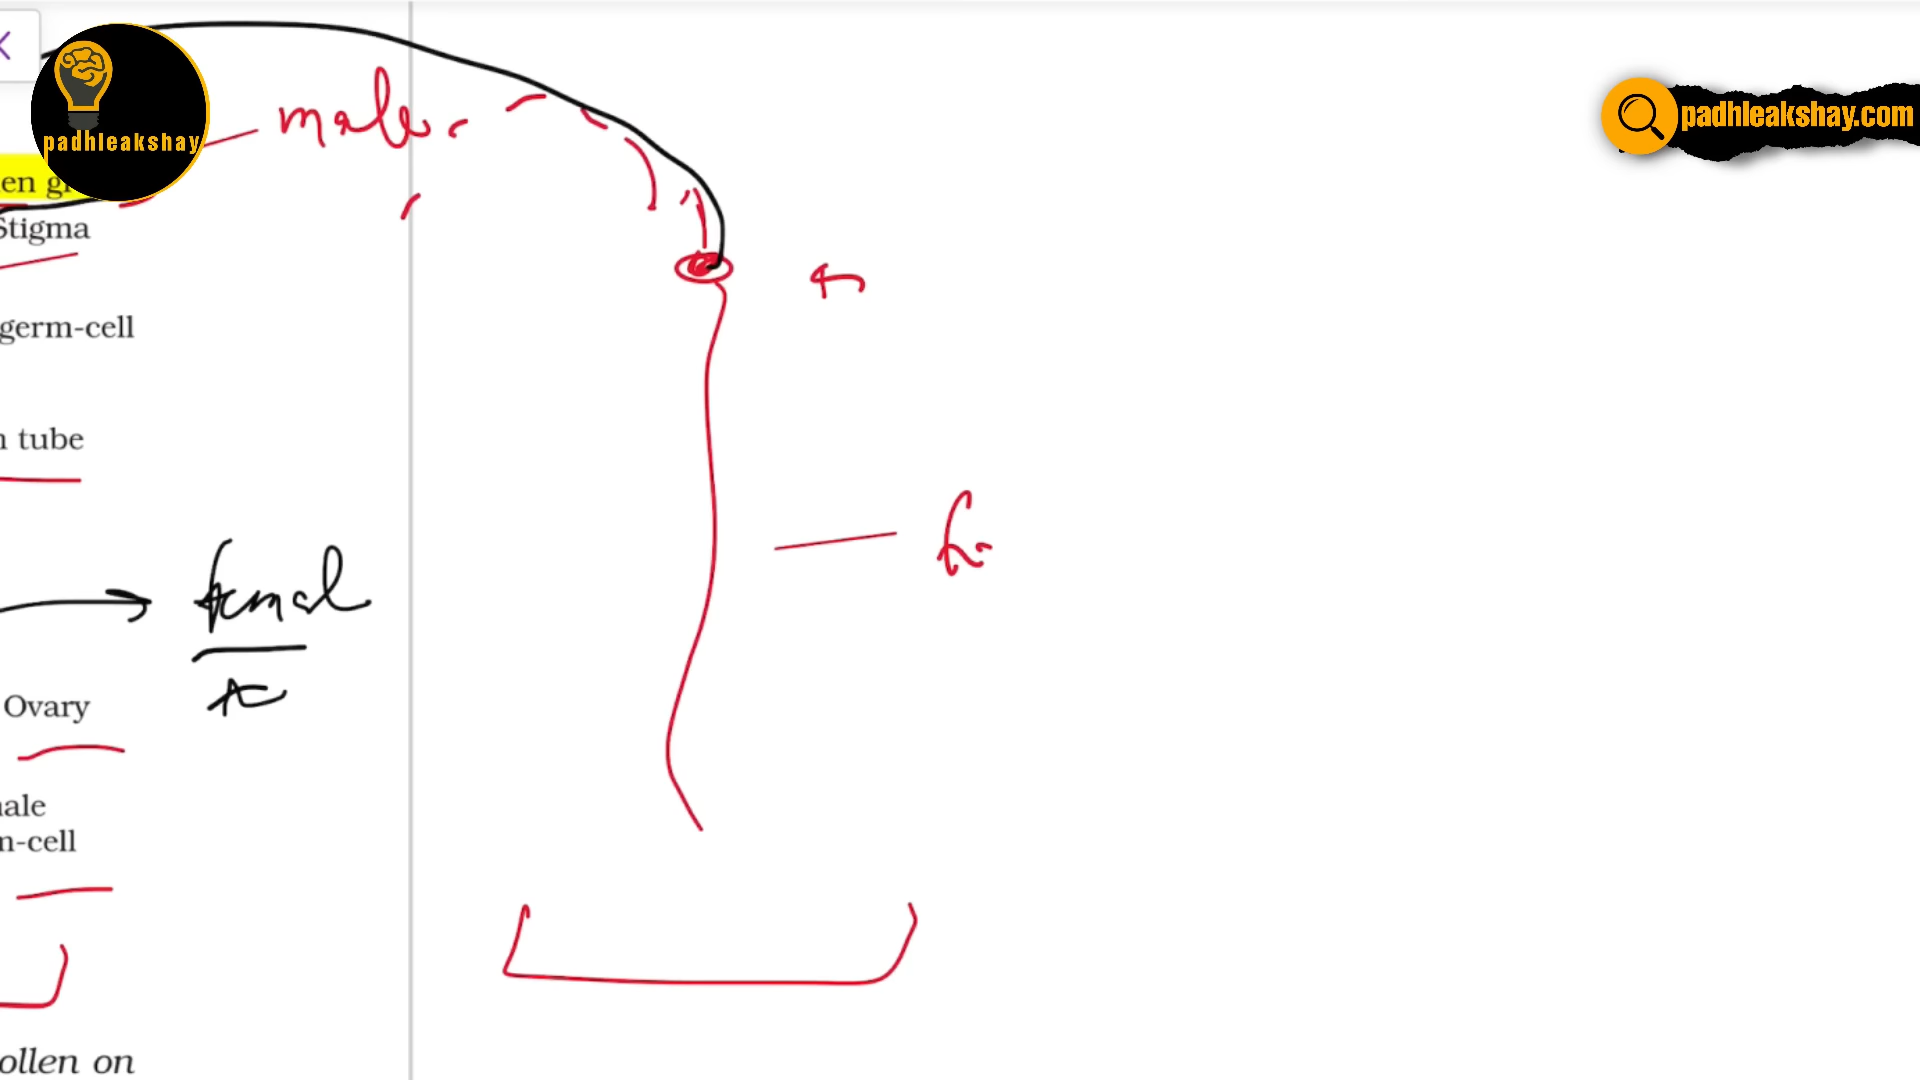 padhleakshay
padhleakshay.com
male
en
Stigma
germ-cell
tube
femal
Ovary
ale
n-cell
ollen on